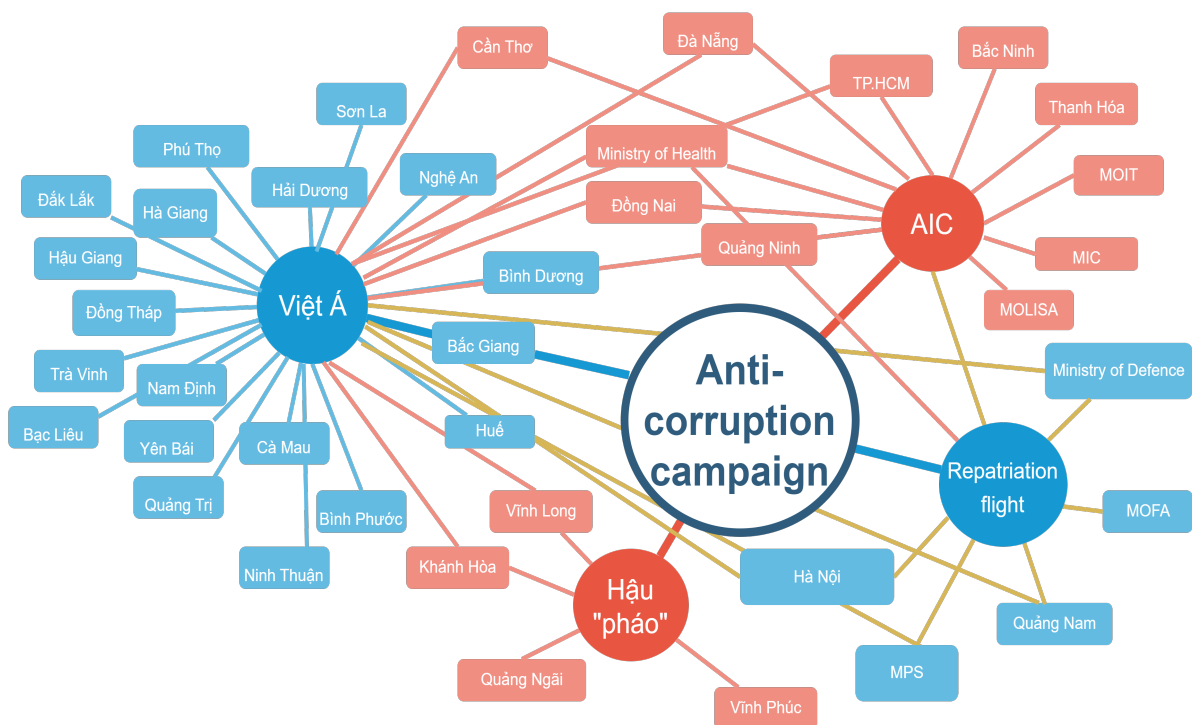 Cần Thơ
Đà Nẵng
Bắc Ninh
TP.HCM
Sơn La
Thanh Hóa
Phú Thọ
Ministry of Health
MOIT
Nghệ An
Hải Dương
Đắk Lắk
Hà Giang
Đồng Nai
AIC
Quảng Ninh
MIC
Hậu Giang
Bình Dương
Việt Á
Đồng Tháp
MOLISA
Bắc Giang
Trà Vinh
Nam Định
Ministry of Defence
Anti-
corruption
campaign
Bạc Liêu
Yên Bái
Cà Mau
Huế
Repatriation
flight
Quảng Trị
Bình Phước
Vĩnh Long
MOFA
Ninh Thuận
Khánh Hòa
Hà Nội
Hậu
"pháo"
Quảng Nam
Quảng Ngãi
MPS
Vĩnh Phúc